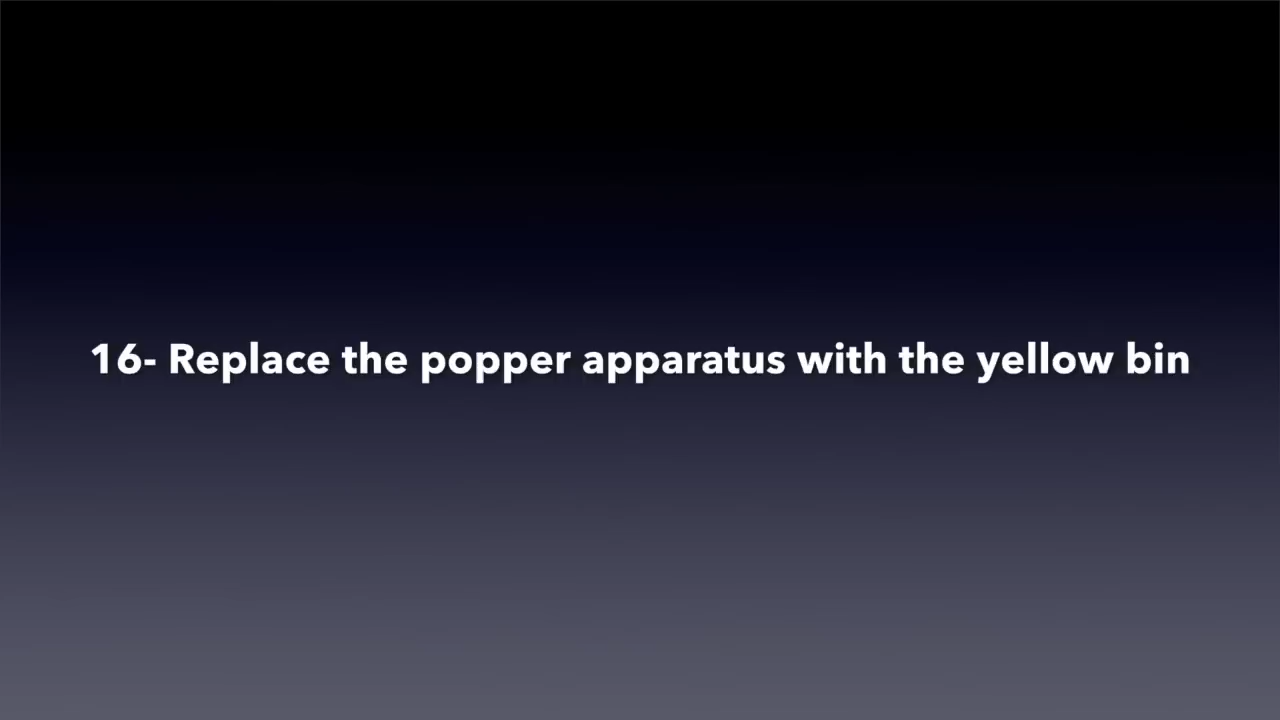 16- Replace the popper apparatus with the yellow bin